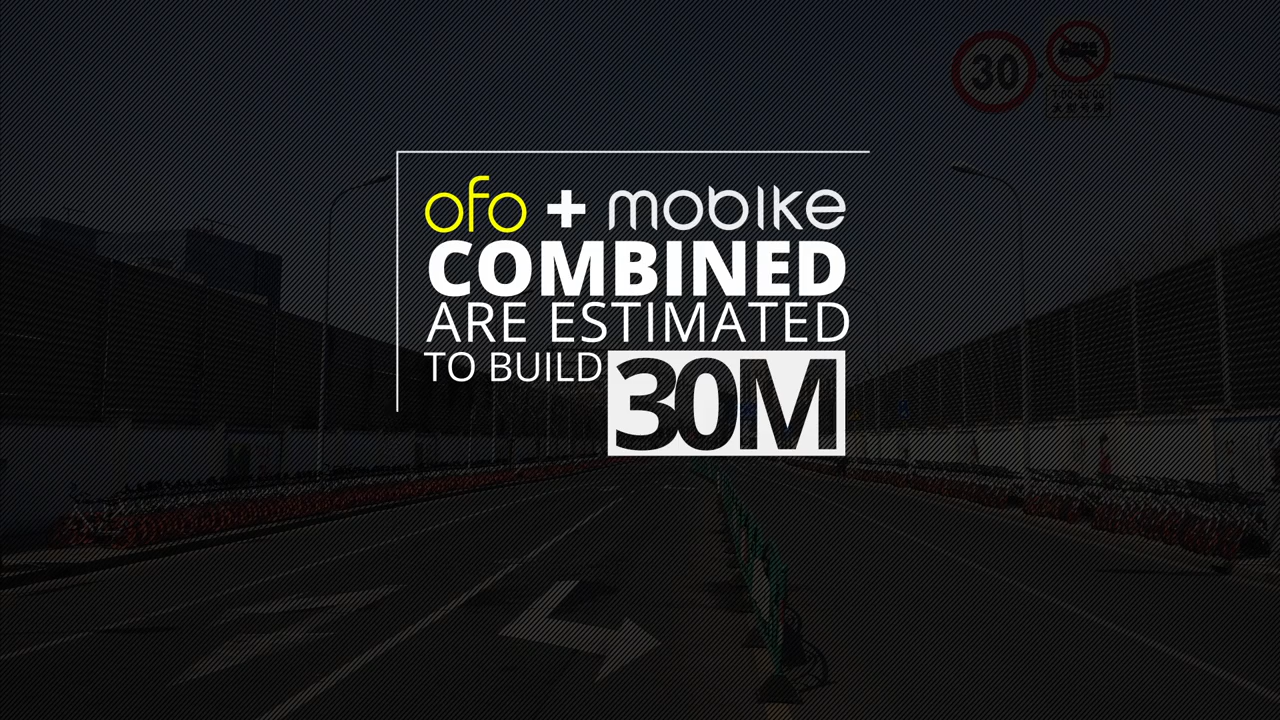 30
ofo + mobike
COMBINED
ARE ESTIMATED
TO BUILD 30M